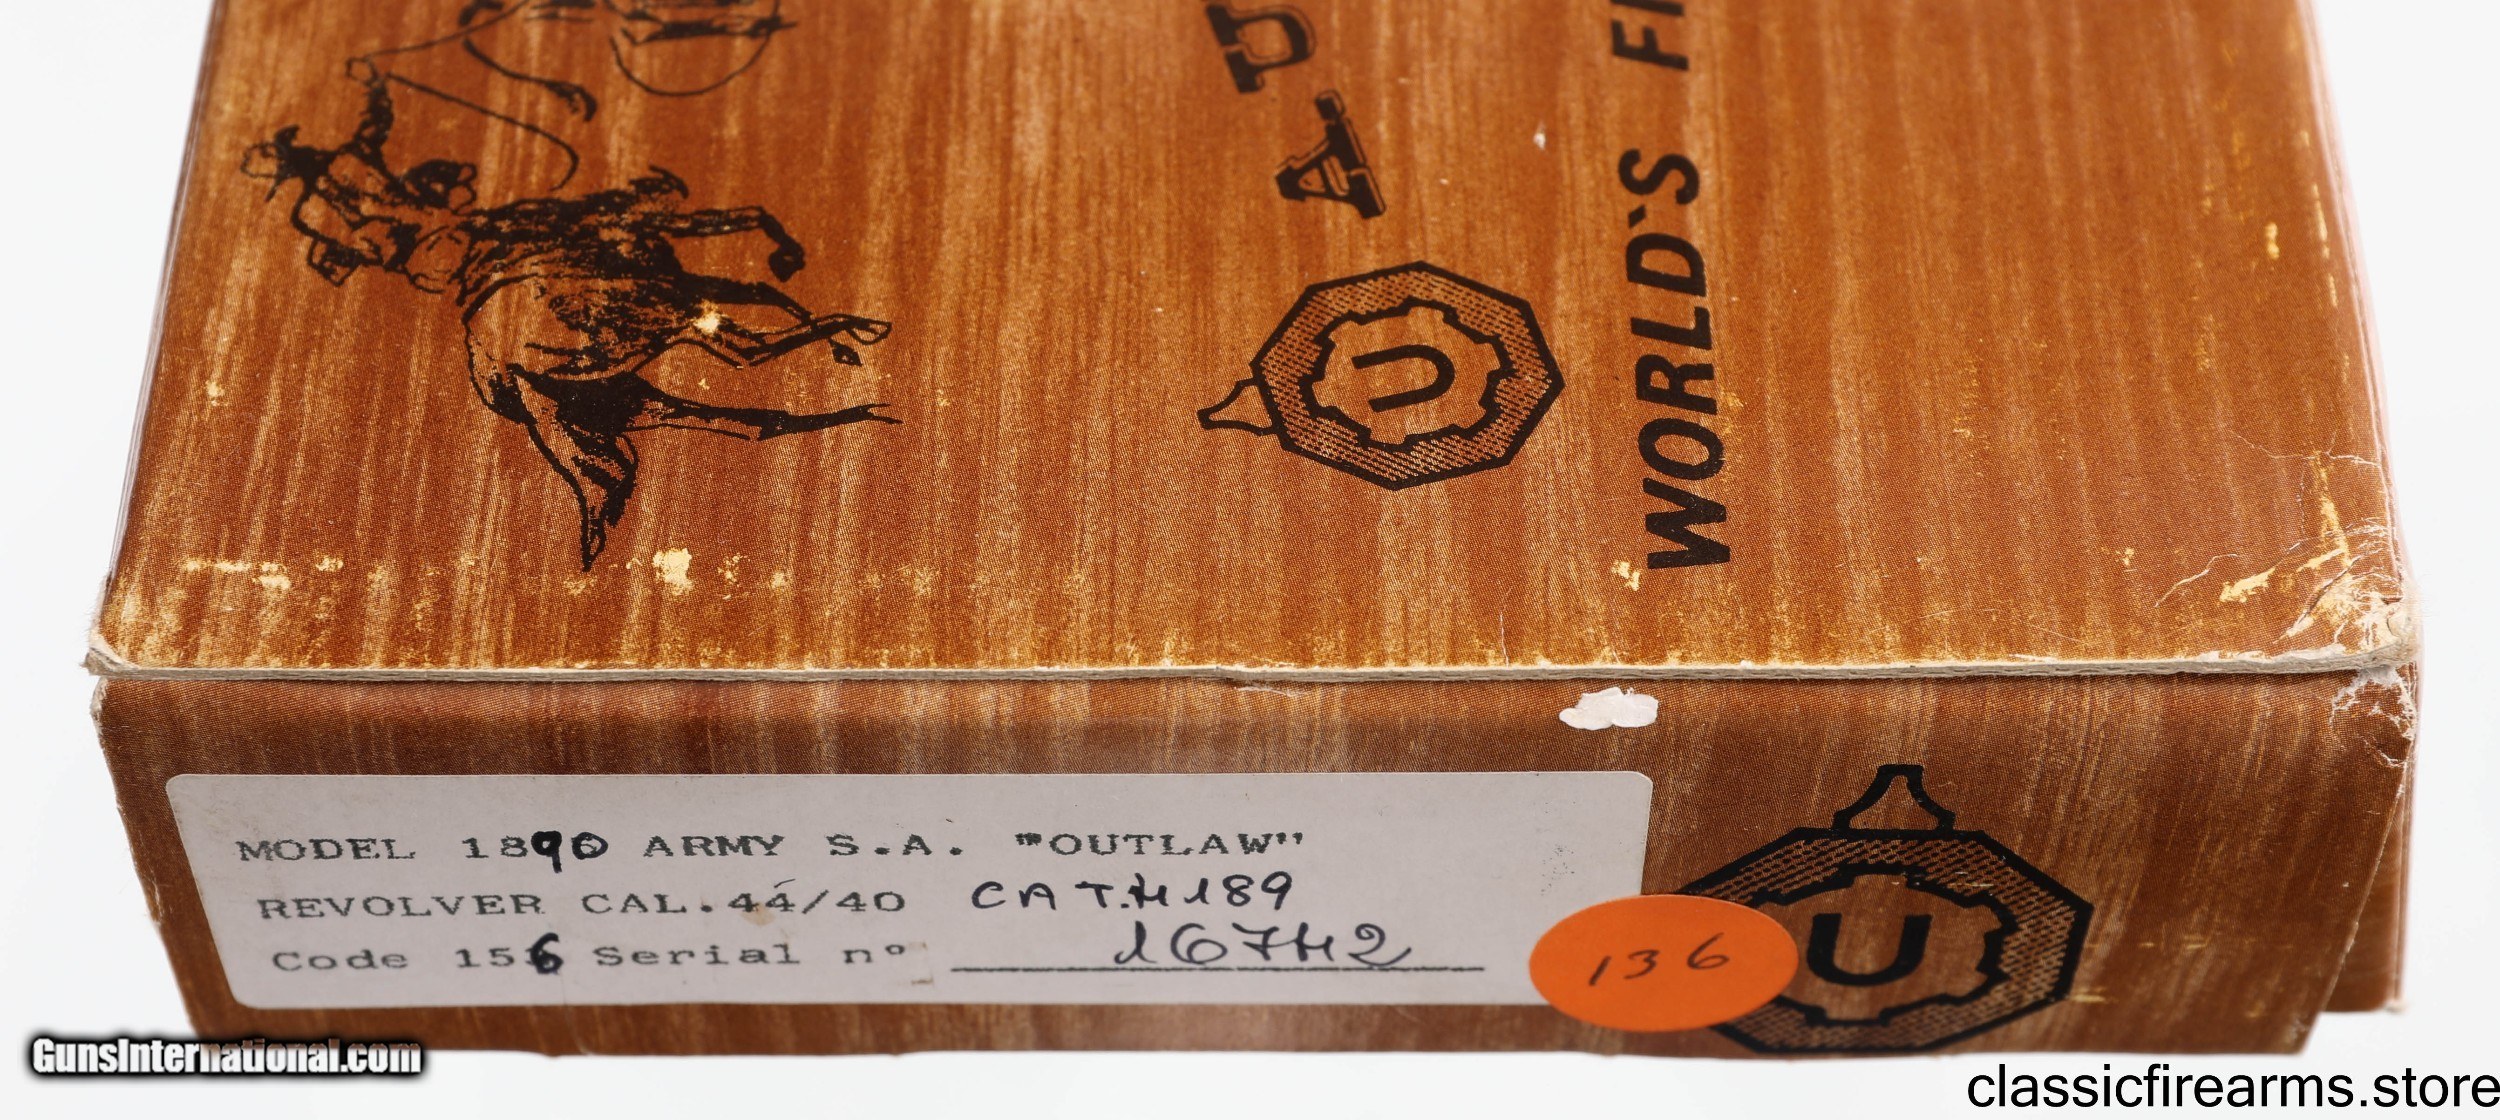 U
A
U
WORLD'S FI
MODEL 1890 ARMY S.A. "OUTLAW"
REVOLVER CAL.44/40 CAT.H189
Code 156 Serial n° 16742
136
U
GunsInternational.com
classicfirearms.store